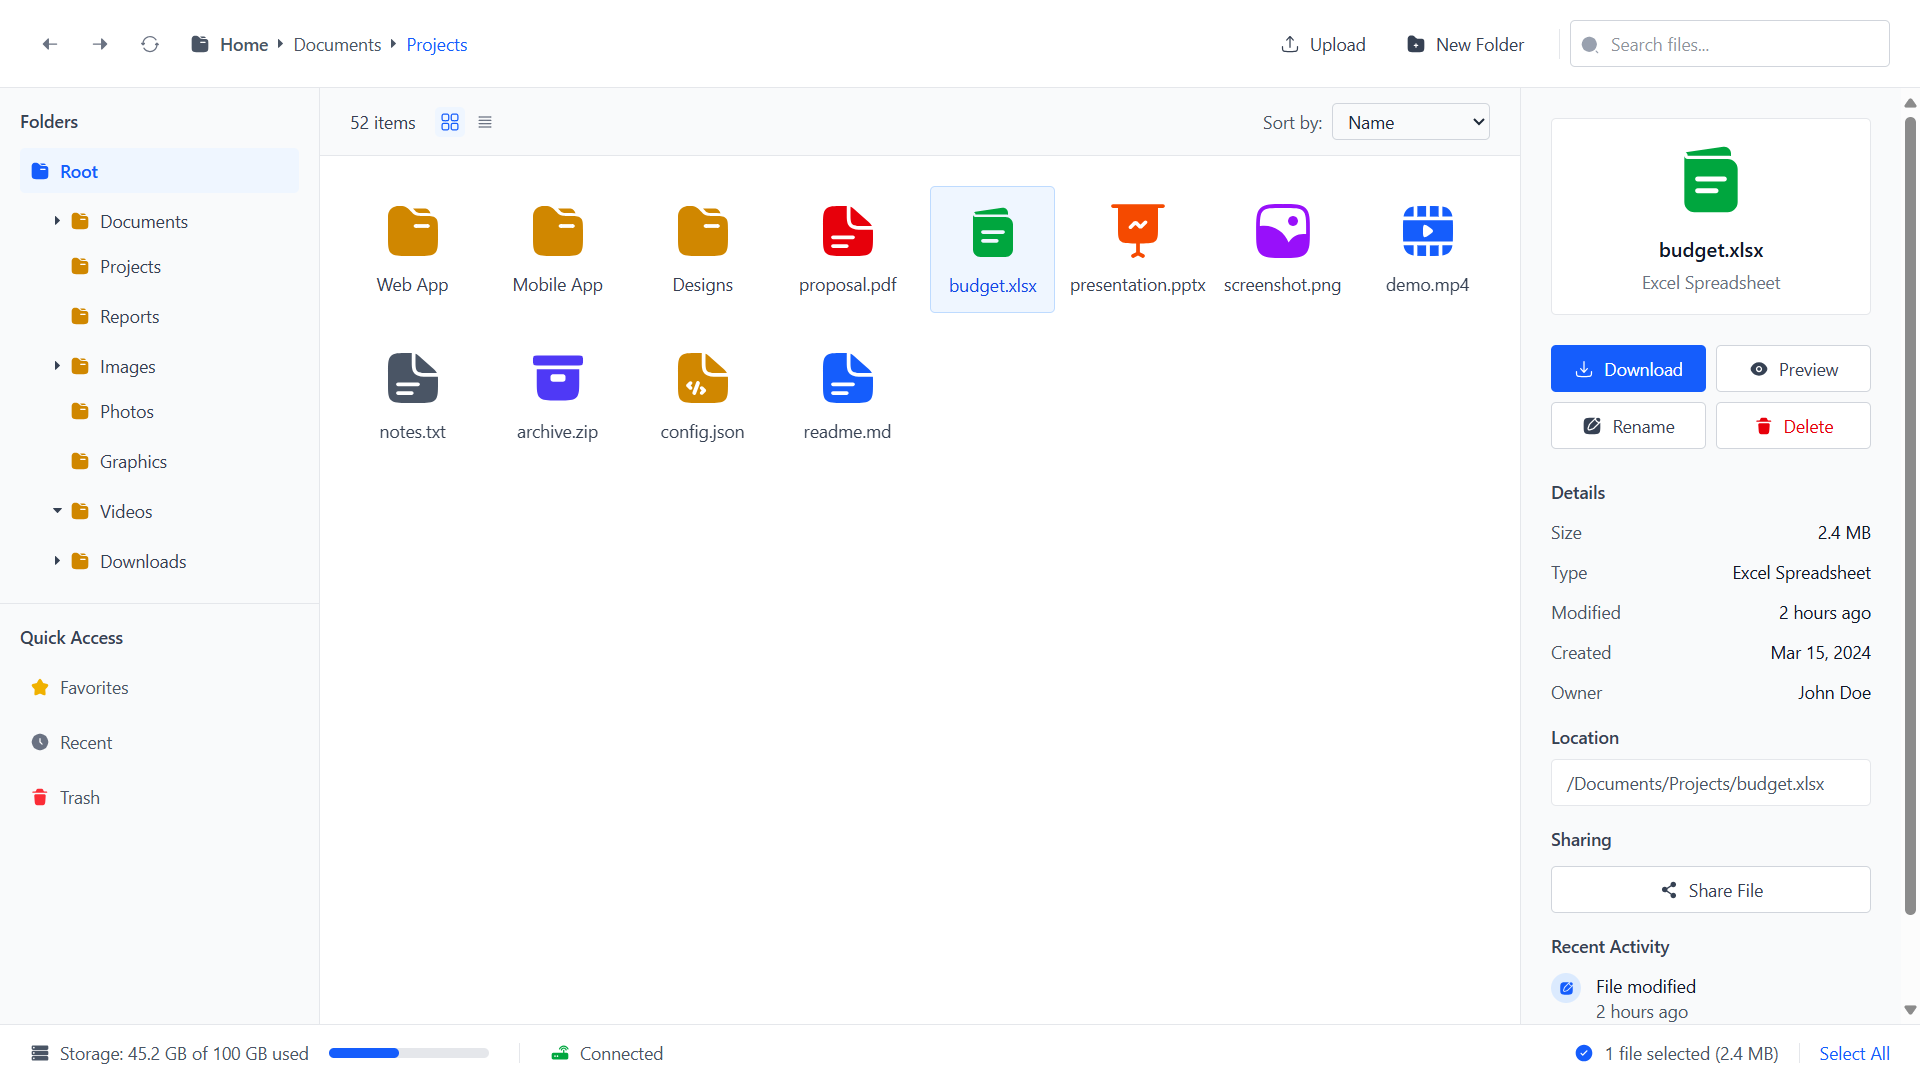 Home Documents Projects
Upload
New Folder
Search files...
Folders
Root
Documents
Projects
Reports
Images
Photos
Graphics
Videos
Downloads
Quick Access
Favorites
Recent
Trash
52 items
Sort by: Name
Web App
Mobile App
Designs
proposal.pdf
budget.xlsx
presentation.pptx
screenshot.png
demo.mp4
notes.txt
archive.zip
config.json
readme.md
budget.xlsx
Excel Spreadsheet
Download
Preview
Rename
Delete
Details
Size 2.4 MB
Type Excel Spreadsheet
Modified 2 hours ago
Created Mar 15, 2024
Owner John Doe
Location
/Documents/Projects/budget.xlsx
Sharing
Share File
Recent Activity
File modified
2 hours ago
Storage: 45.2 GB of 100 GB used
Connected
1 file selected (2.4 MB)
Select All